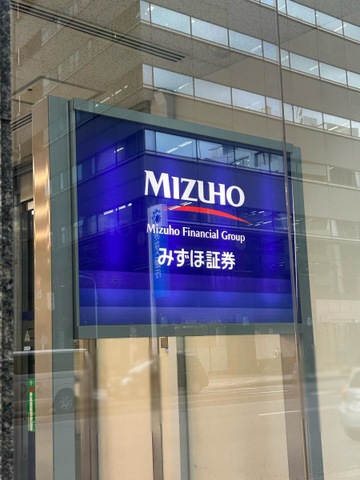 MIZUHO
Mizuho Financial Group
みずほ証券